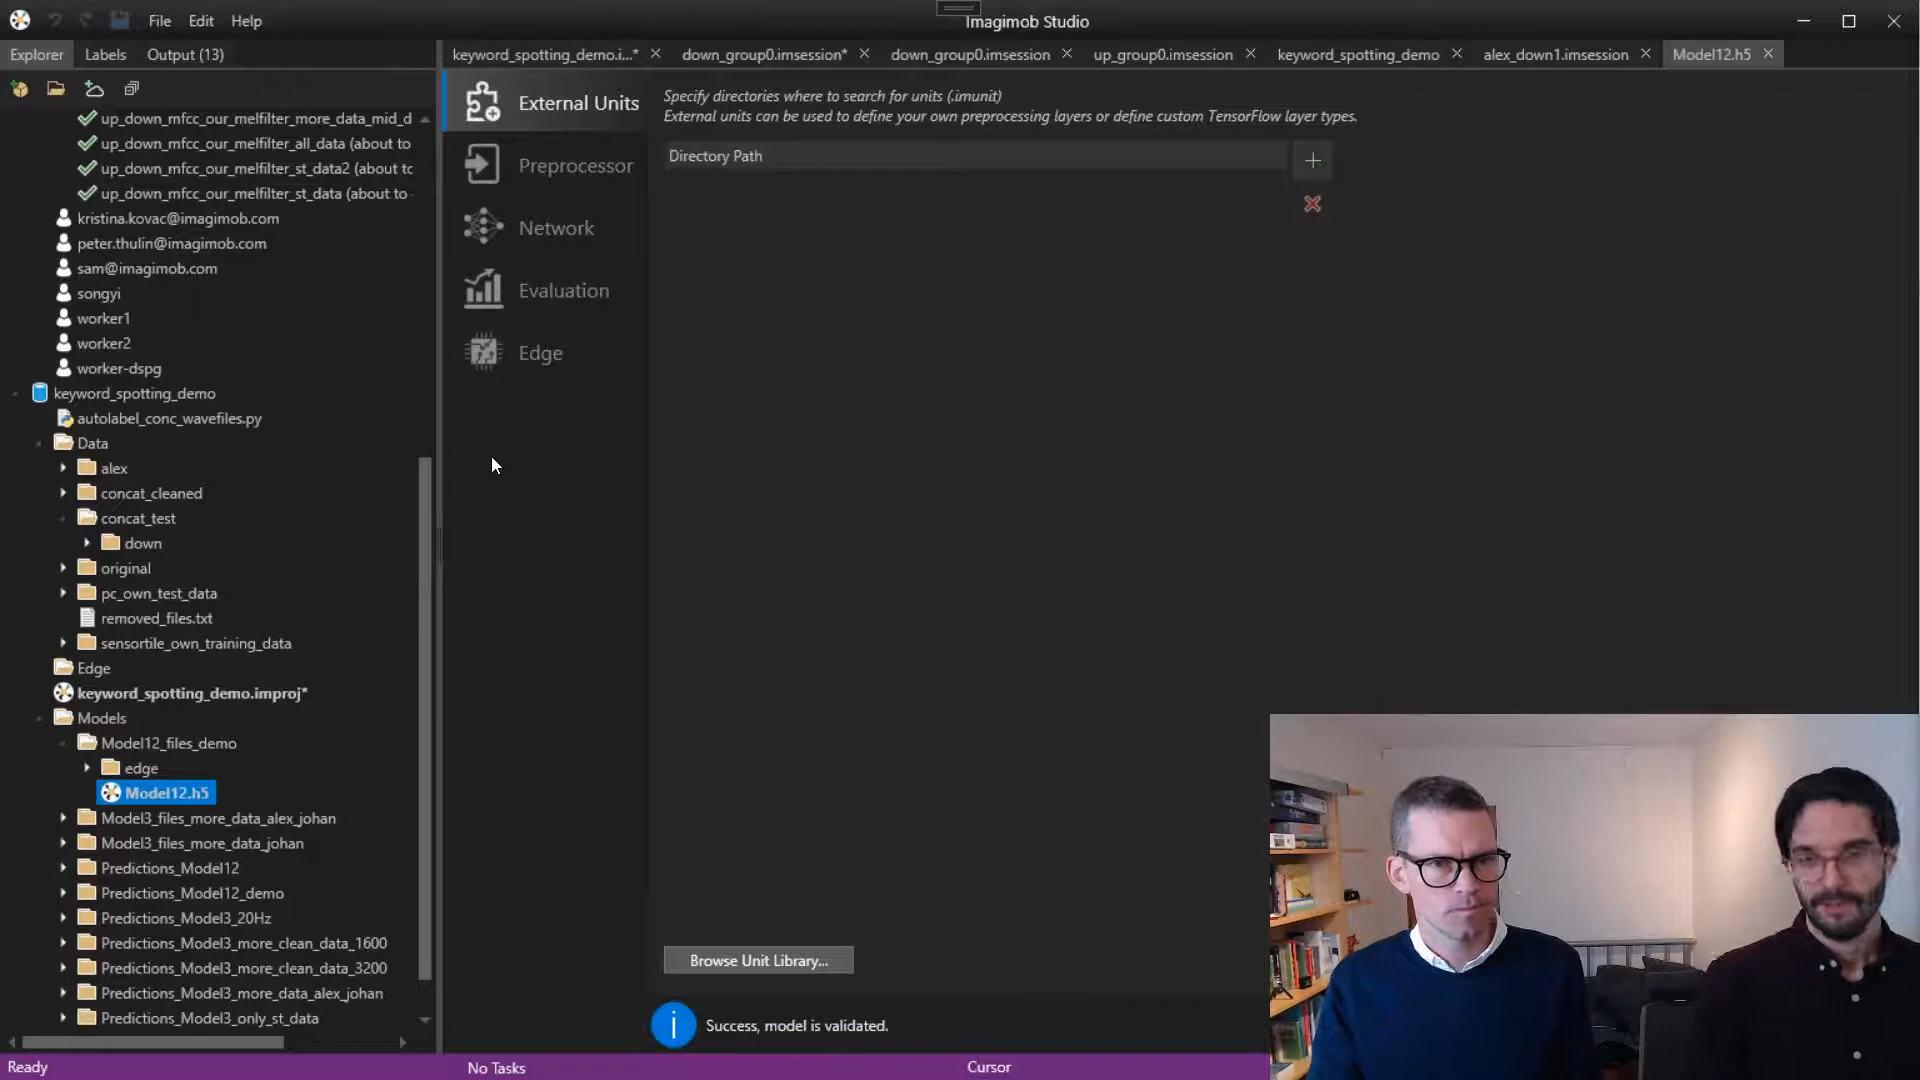 File Edit Help
Imagimob Studio
Explorer Labels Output (13)
keyword_spotting_demo.i...* down_group0.imsession* down_group0.imsession up_group0.imsession keyword_spotting_demo alex_down1.imsession Model12.h5
up_down_mfcc_our_melfilter_more_data_mid_d
up_down_mfcc_our_melfilter_all_data (about to
up_down_mfcc_our_melfilter_st_data2 (about to
up_down_mfcc_our_melfilter_st_data (about to
kristina.kovac@imagimob.com
peter.thulin@imagimob.com
sam@imagimob.com
songyi
worker1
worker2
worker-dspg
keyword_spotting_demo
autolabel_conc_wavefiles.py
Data
alex
concat_cleaned
concat_test
down
original
pc_own_test_data
removed_files.txt
sensortile_own_training_data
Edge
keyword_spotting_demo.improj*
Models
Model12_files_demo
edge
Model12.h5
Model3_files_more_data_alex_johan
Model3_files_more_data_johan
Predictions_Model12
Predictions_Model12_demo
Predictions_Model3_20Hz
Predictions_Model3_more_clean_data_1600
Predictions_Model3_more_clean_data_3200
Predictions_Model3_more_data_alex_johan
Predictions_Model3_only_st_data
External Units
Preprocessor
Network
Evaluation
Edge
Specify directories where to search for units (.imunit)
External units can be used to define your own preprocessing layers or define custom TensorFlow layer types.
Directory Path
Browse Unit Library...
Success, model is validated.
Ready
No Tasks
Cursor